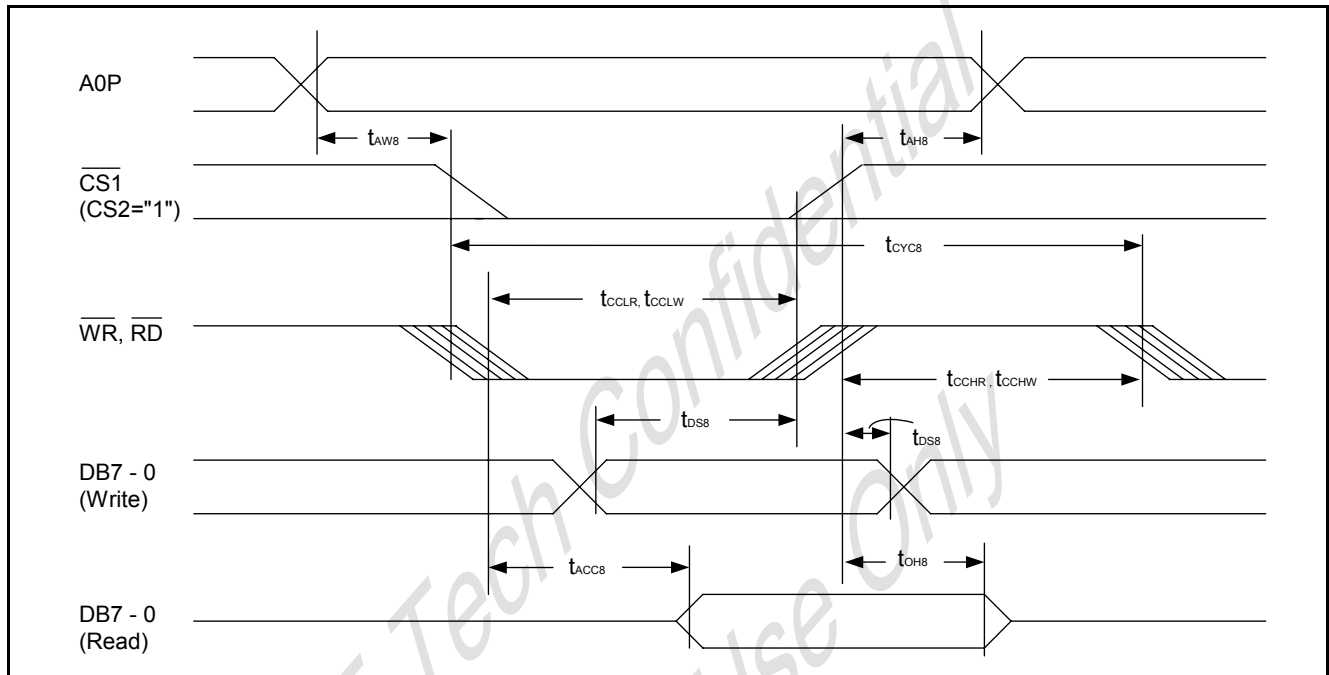 A0P
tAW8
tAH8
CS1
(CS2="1")
tCYC8
tCCLR, tCCLW
WR, RD
tCCHR, tCCHW
tDS8
tDS8
DB7 - 0
(Write)
tACC8
tOH8
DB7 - 0
(Read)
Tech Confidential
Use Only